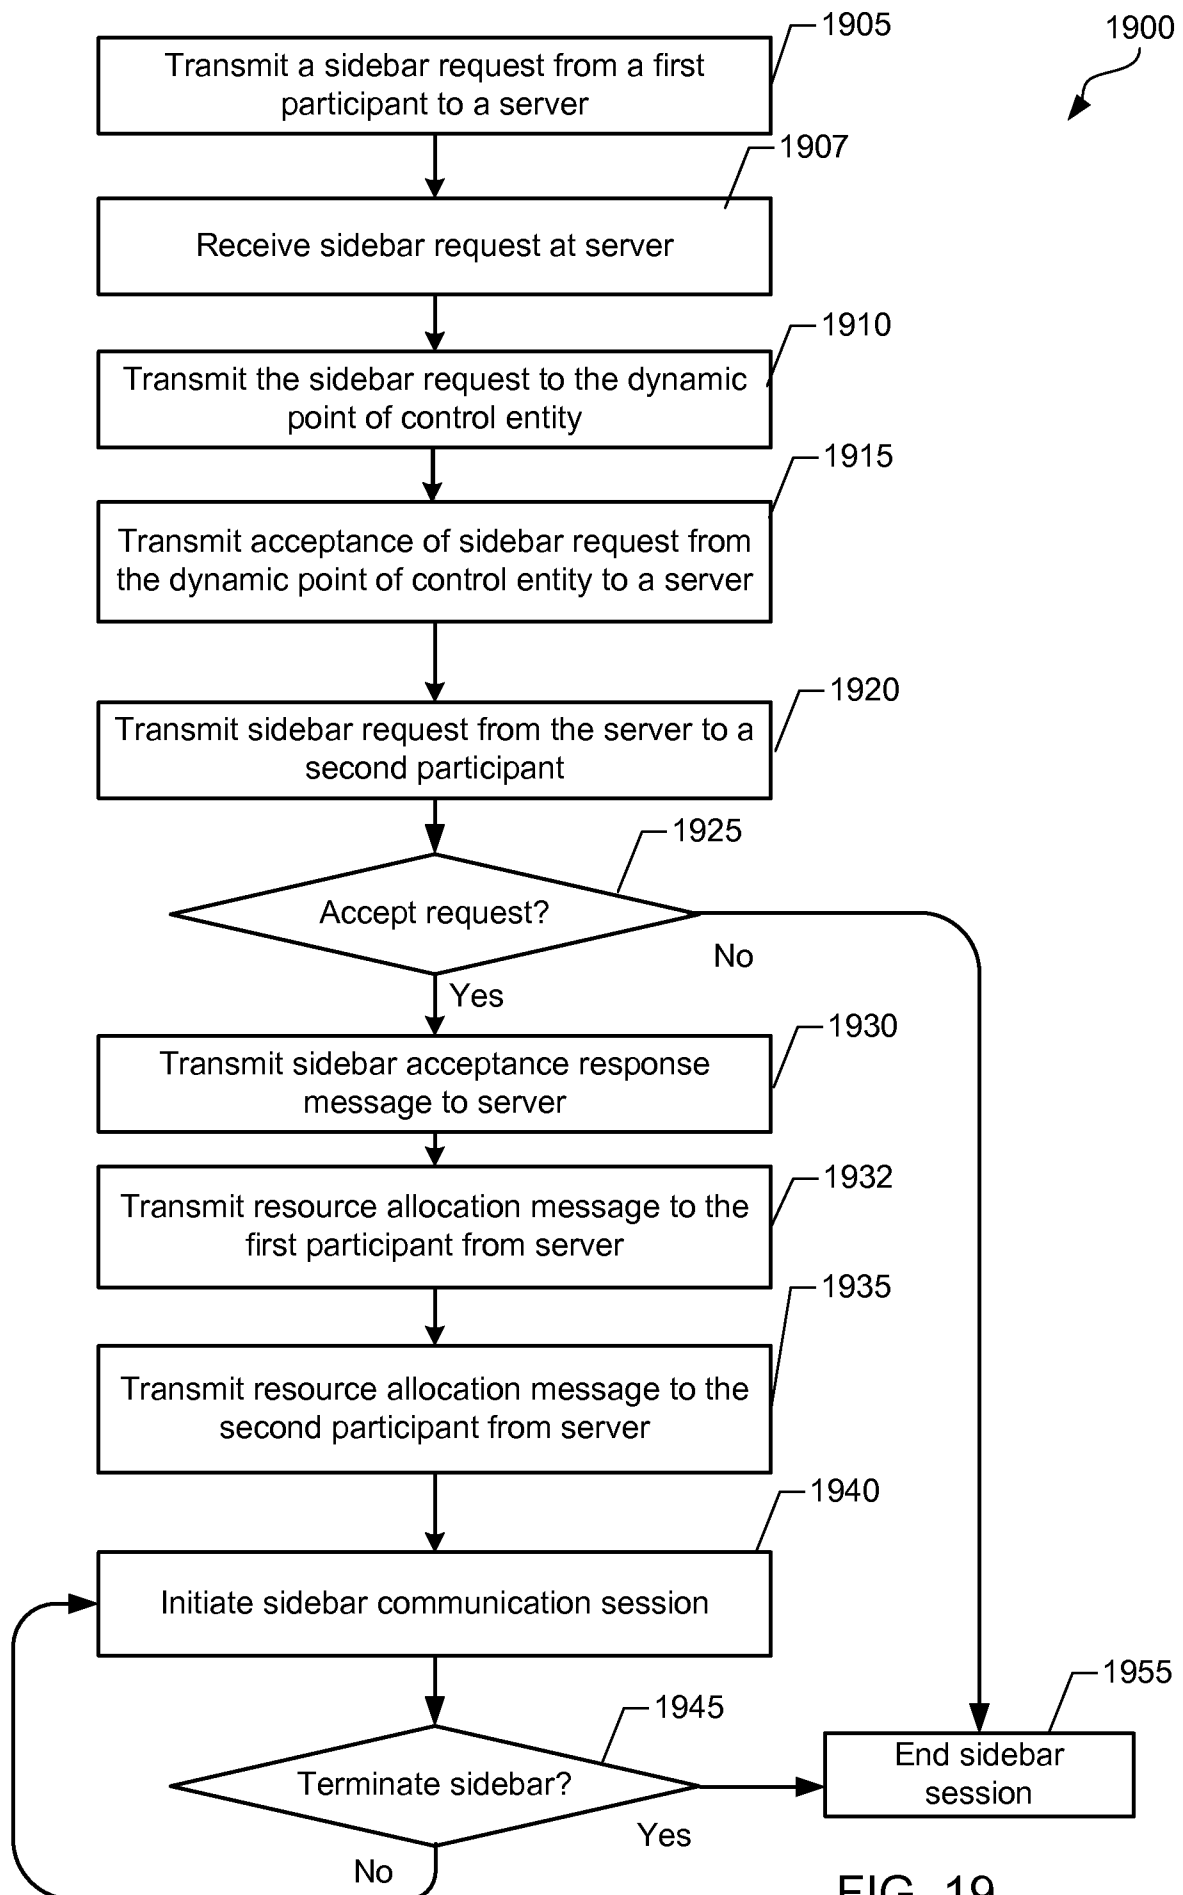 1905
1900
Transmit a sidebar request from a first
participant to a server
1907
Receive sidebar request at server
1910
Transmit the sidebar request to the dynamic
point of control entity
1915
Transmit acceptance of sidebar request from
the dynamic point of control entity to a server
1920
Transmit sidebar request from the server to a
second participant
1925
Accept request?
No
Yes
1930
Transmit sidebar acceptance response
message to server
1932
Transmit resource allocation message to the
first participant from server
1935
Transmit resource allocation message to the
second participant from server
1940
Initiate sidebar communication session
1955
1945
End sidebar
session
Terminate sidebar?
Yes
No
FIG. 19